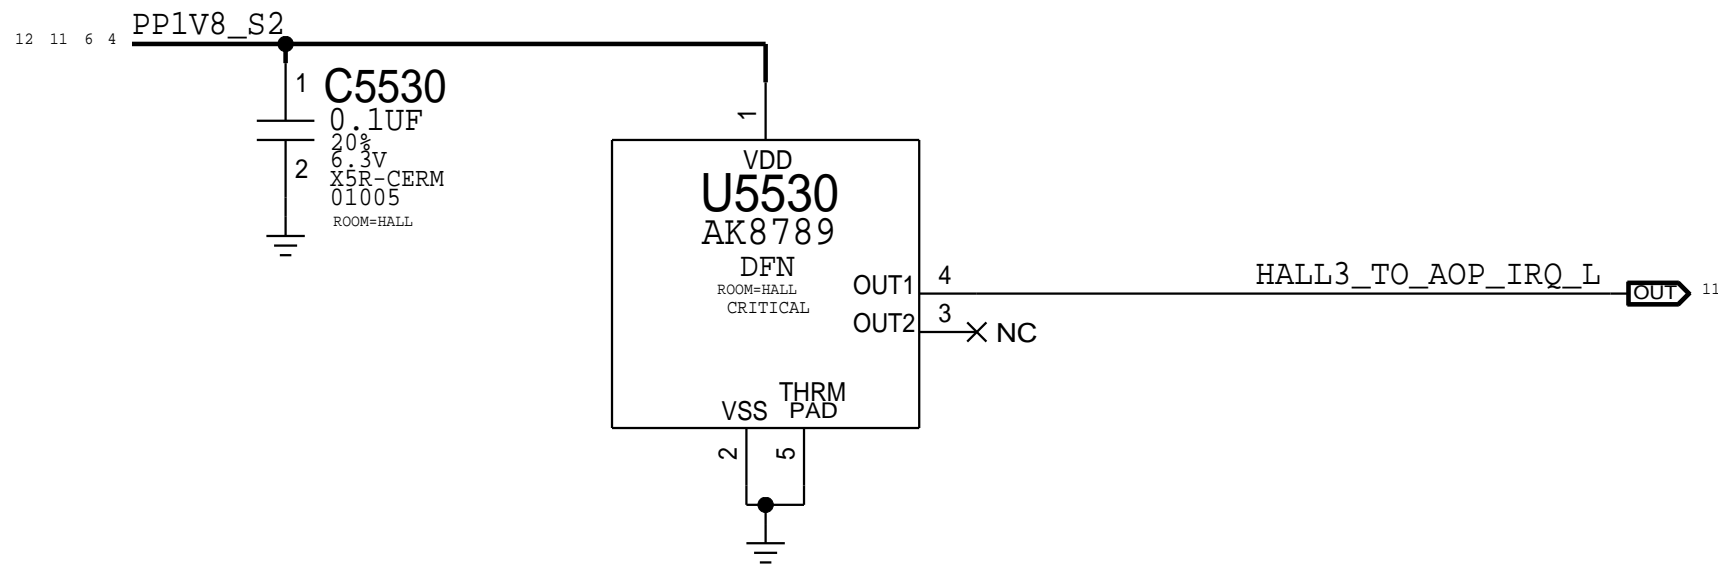 PP1V8_S2
12 11 6 4
1
C5530
0.1UF
20%
6.3V
X5R-CERM
01005
ROOM=HALL
2
1
VDD
U5530
AK8789
DFN
ROOM=HALL
CRITICAL
OUT1
4
HALL3_TO_AOP_IRQ_L
OUT
11
OUT2
3
NC
VSS
THRM
PAD
2
5